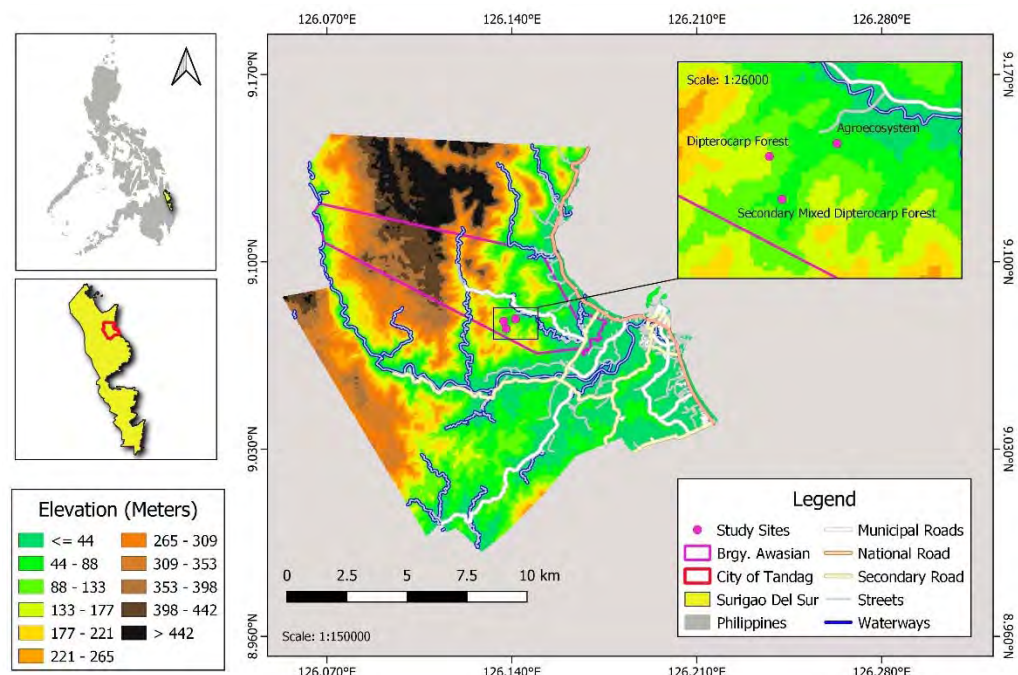 126.070°E 126.140°E 126.210°E 126.280°E
9.170°N
9.170°N
Scale: 1:26000
Agroecosystem
Dipterocarp Forest
Secondary Mixed Dipterocarp Forest
9.100°N
9.100°N
9.030°N
9.030°N
Elevation (Meters)
<= 44
44 - 88
88 - 133
133 - 177
177 - 221
221 - 265
265 - 309
309 - 353
353 - 398
398 - 442
> 442
0 2.5 5 7.5 10 km
Scale: 1:150000
Legend
Study Sites
Brgy. Awasian
City of Tandag
Surigao Del Sur
Philippines
Municipal Roads
National Road
Secondary Road
Streets
Waterways
8.960°N
8.960°N
126.070°E 126.140°E 126.210°E 126.280°E